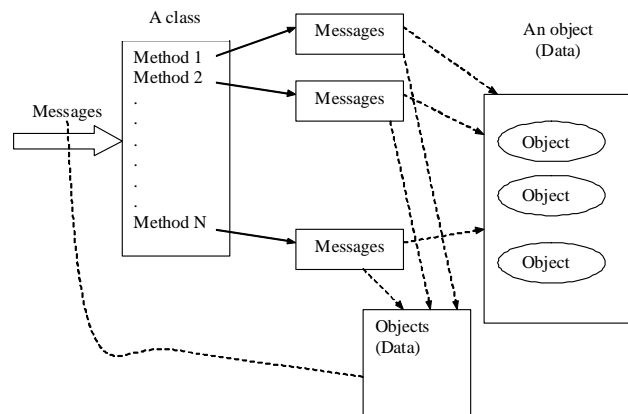 A class
Messages
An object
(Data)
Method 1
Method 2
.
.
.
.
.
.
.
Method N
Messages
Messages
Messages
Object
Object
Object
Objects
(Data)